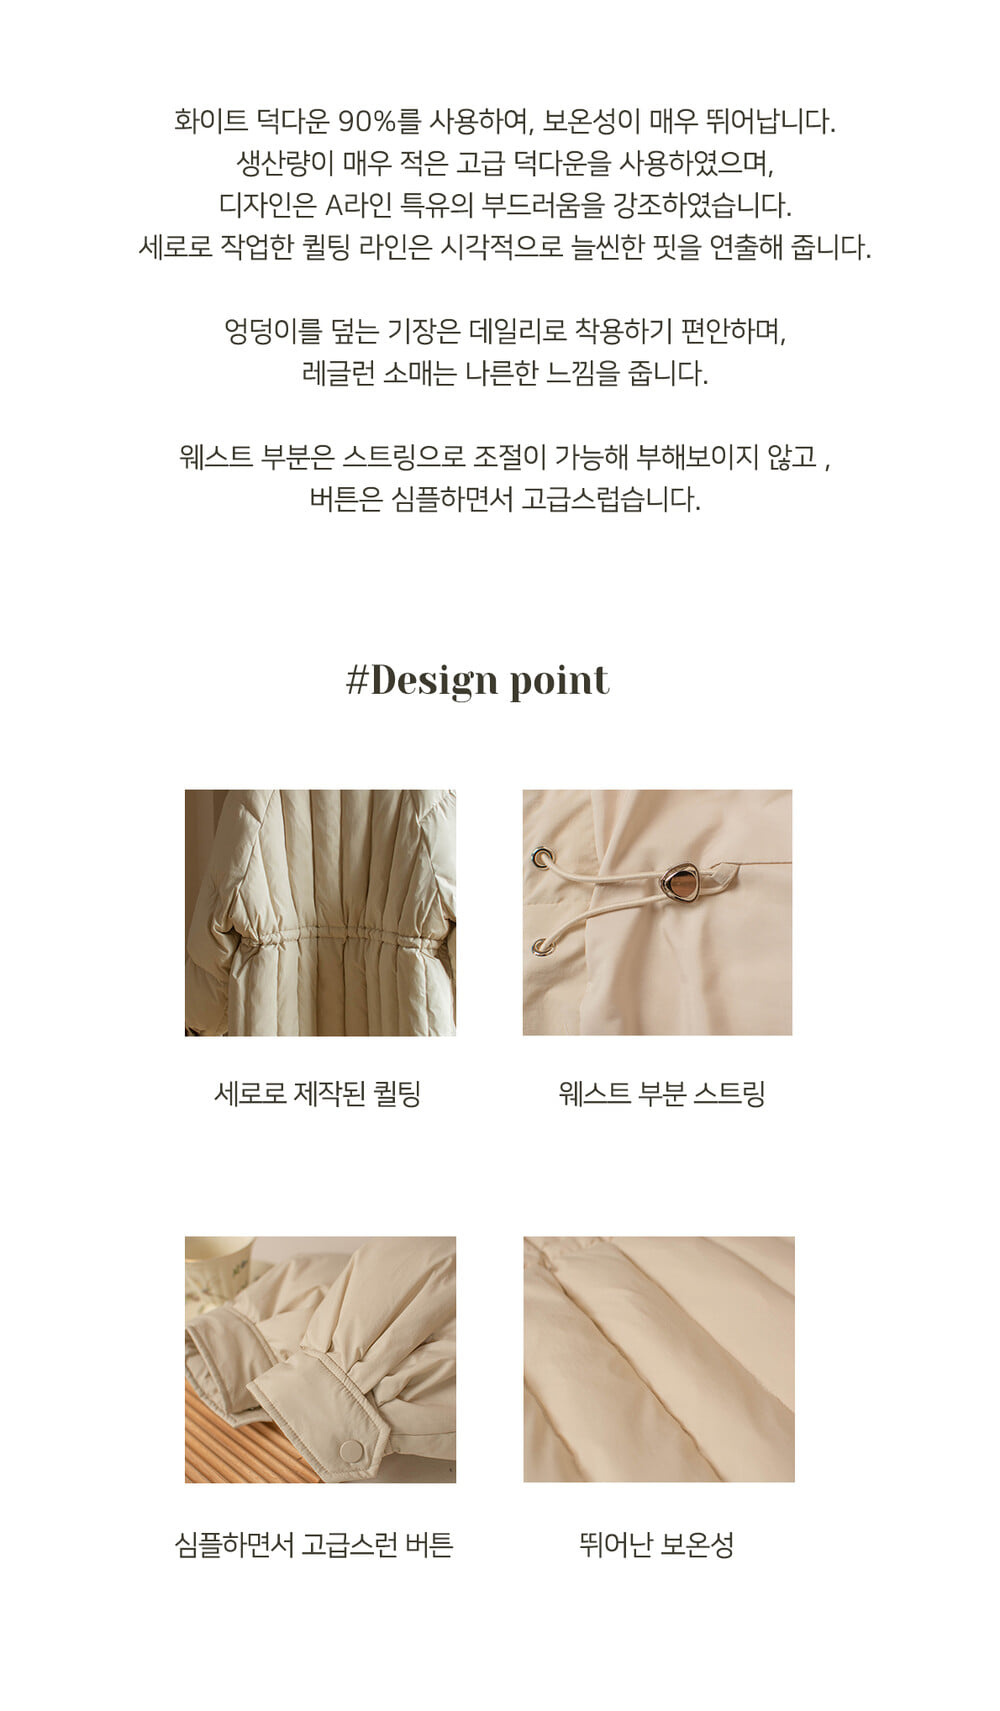 화이트 덕다운 90%를 사용하여, 보온성이 매우 뛰어납니다.
생산량이 매우 적은 고급 덕다운을 사용하였으며,
디자인은 A라인 특유의 부드러움을 강조하였습니다.
세로로 작업한 퀼팅 라인은 시각적으로 늘씬한 핏을 연출해 줍니다.
엉덩이를 덮는 기장은 데일리로 착용하기 편안하며,
레글런 소매는 나른한 느낌을 줍니다.
웨스트 부분은 스트링으로 조절이 가능해 부해보이지 않고 ,
버튼은 심플하면서 고급스럽습니다.
#Design point
세로로 제작된 퀼팅
웨스트 부분 스트링
심플하면서 고급스런 버튼
뛰어난 보온성